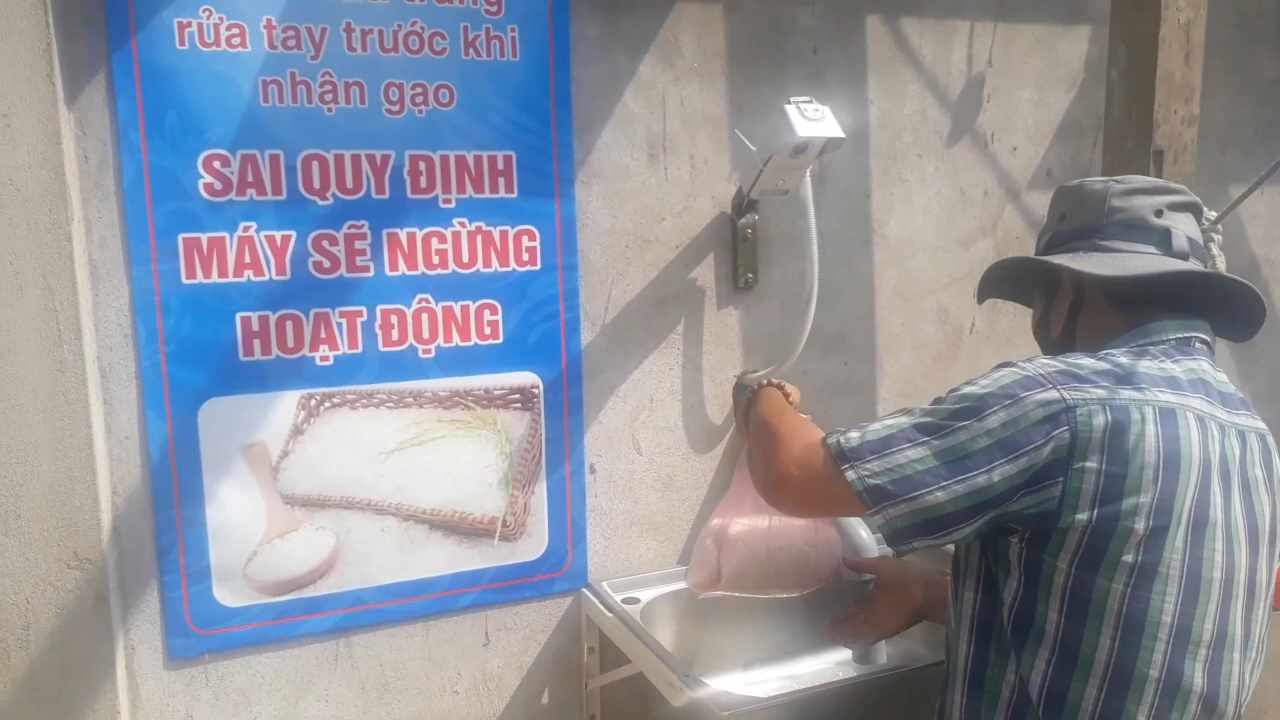 rửa tay trước khi
nhận gạo
SAI QUY ĐỊNH
MÁY SẼ NGỪNG
HOẠT ĐỘNG